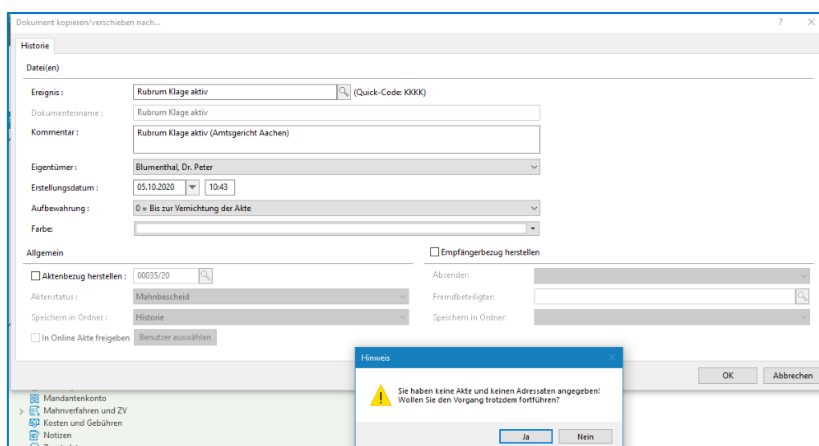 Dokument kopieren/verschieben nach...
Historie
Datei(en)
Ereignis: Rubrum Klage aktiv (Quick-Code: KKKK)
Dokumentenname: Rubrum Klage aktiv
Kommentar: Rubrum Klage aktiv (Amtsgericht Aachen)
Eigentümer: Blumenthal, Dr. Peter
Erstellungsdatum: 05.10.2020 10:43
Aufbewahrung: 0 = Bis zur Vernichtung der Akte
Farbe:
Allgemein
Aktenbezug herstellen: 00035/20
Aktenstatus: Mahnbescheid
Speichern in Ordner: Historie
In Online Akte freigeben Benutzer auswählen
Empfängerbezug herstellen
Absender:
Fremdbeteiligter:
Speichern in Ordner:
Hinweis
Sie haben keine Akte und keinen Adressaten angegeben!
Wollen Sie den Vorgang trotzdem fortführen?
Ja Nein
OK Abbrechen
Mandantenkonto
Mahnverfahren und ZV
Kosten und Gebühren
Notizen